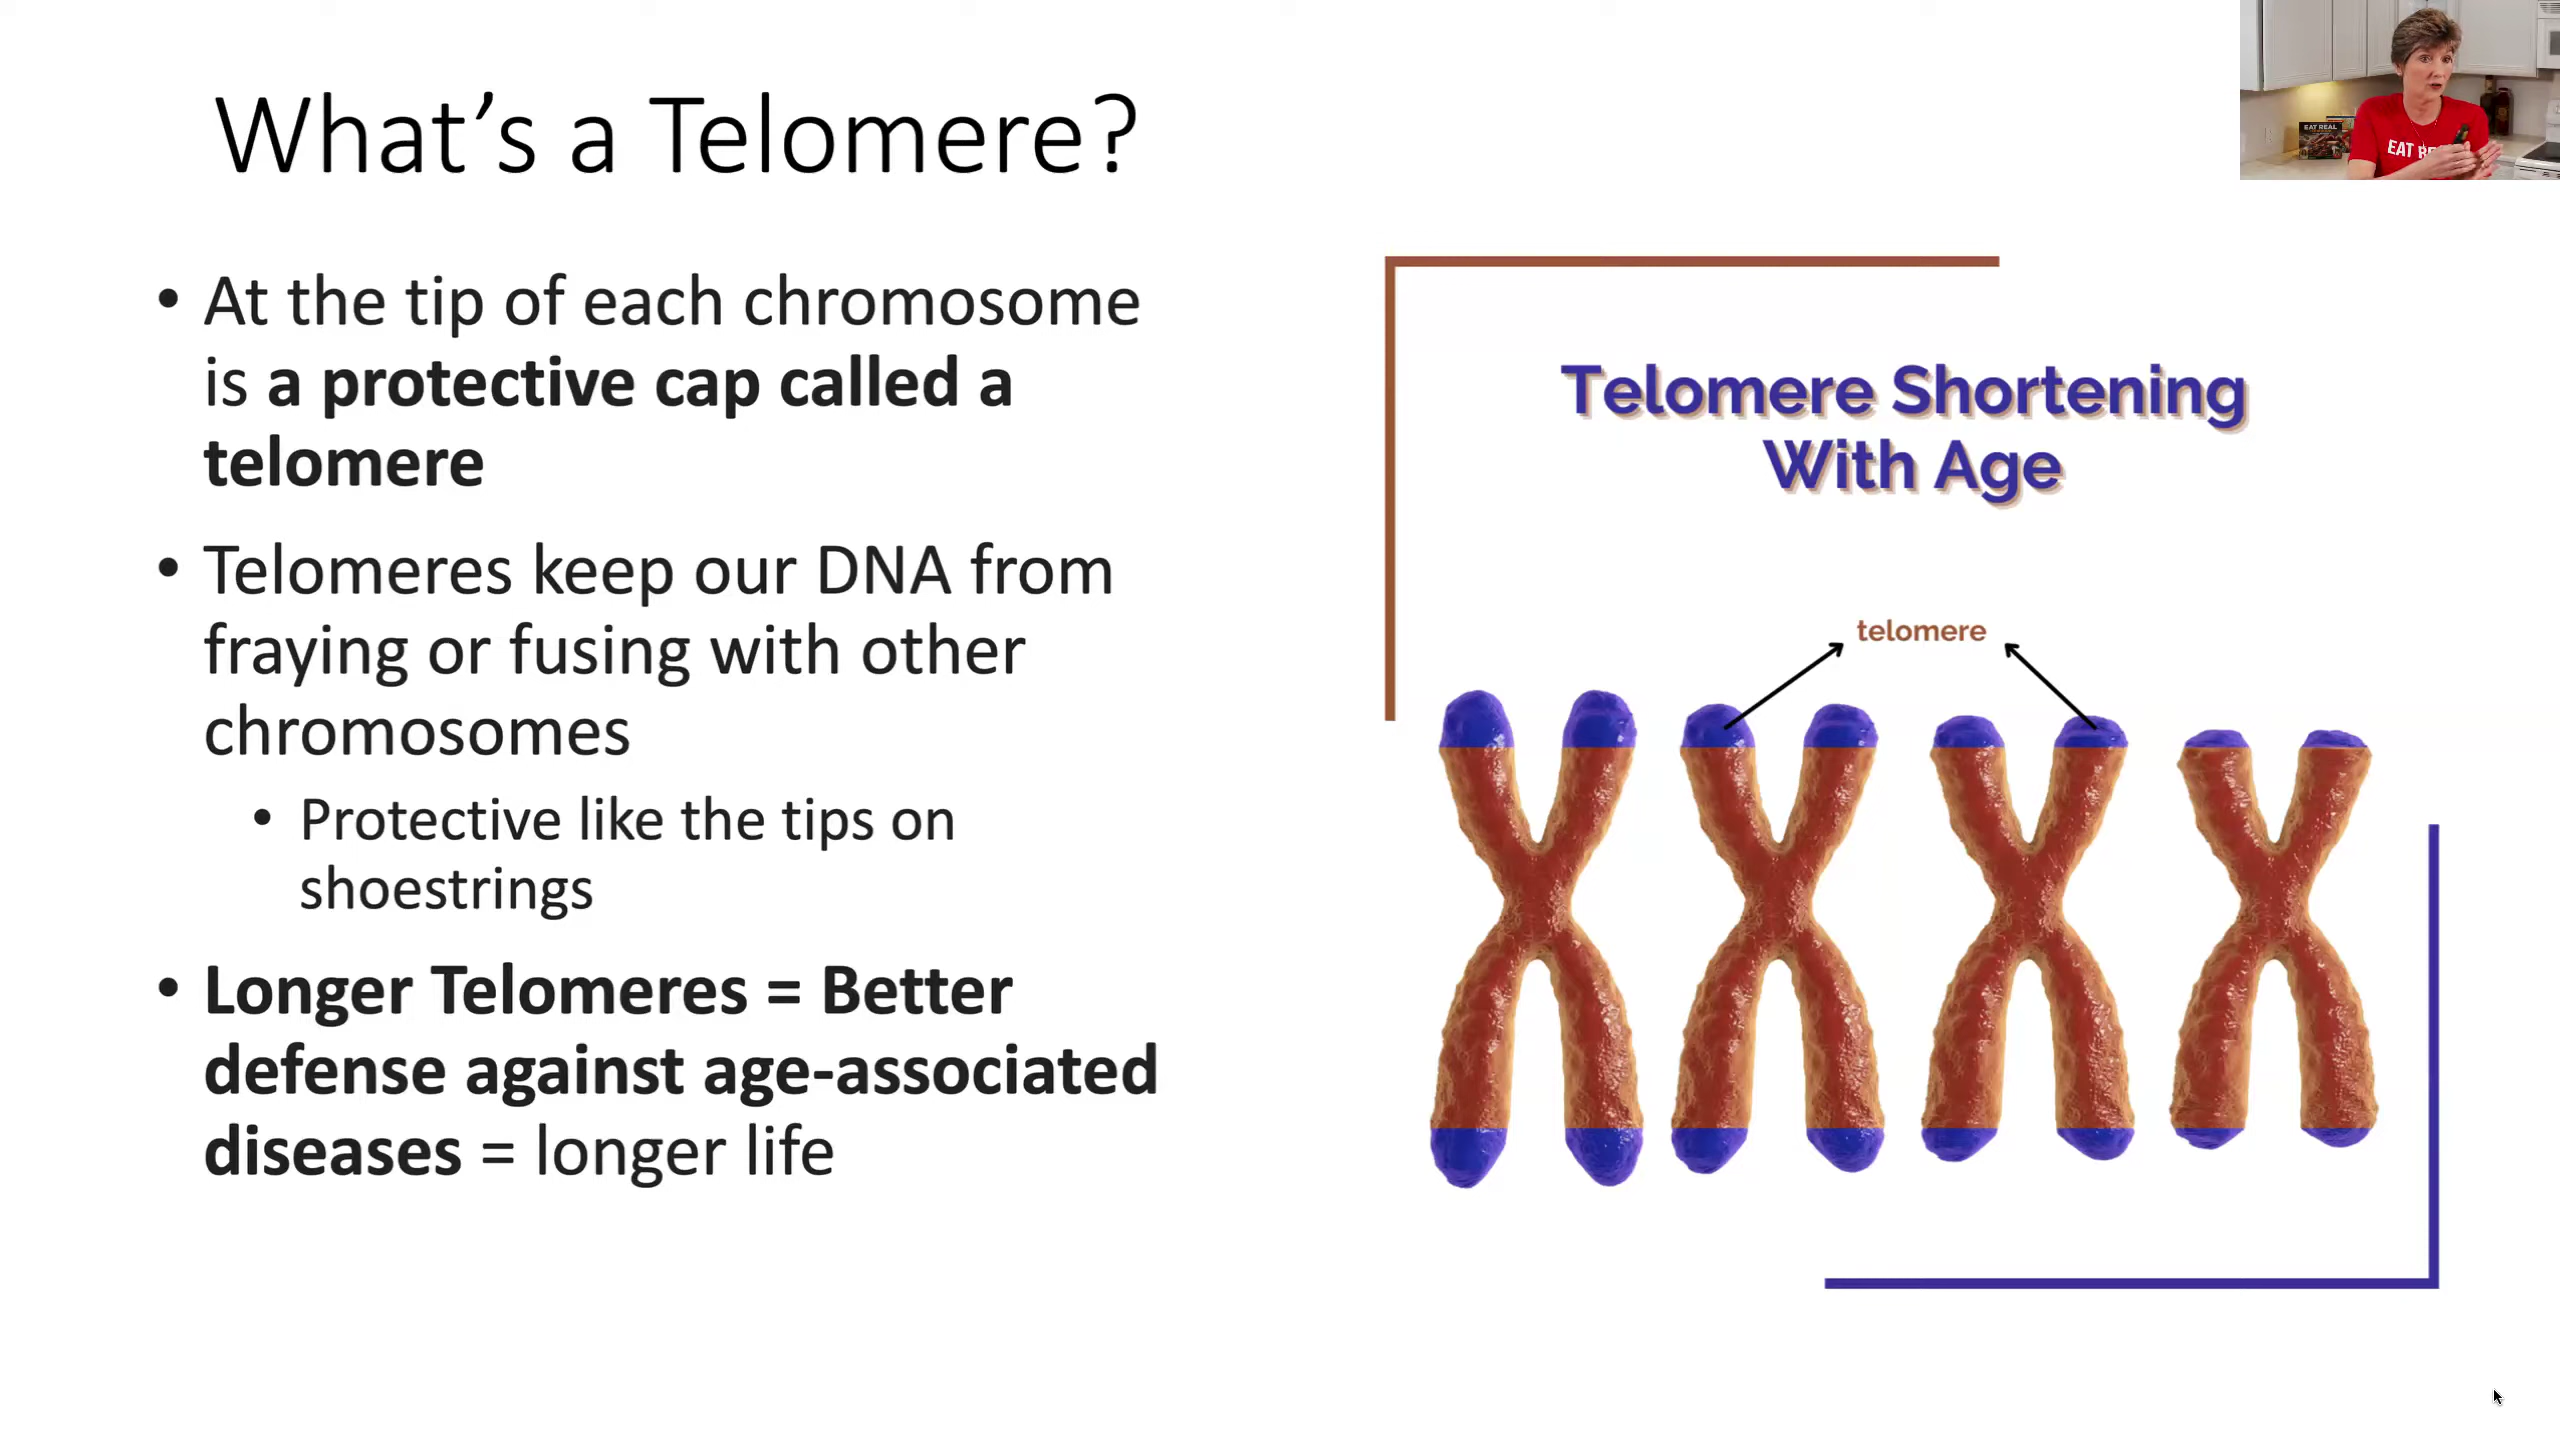 What’s a Telomere?
• At the tip of each chromosome
is a protective cap called a
telomere
• Telomeres keep our DNA from
fraying or fusing with other
chromosomes
• Protective like the tips on
shoestrings
• Longer Telomeres = Better
defense against age-associated
diseases = longer life
Telomere Shortening
With Age
telomere
EAT REAL
EAT